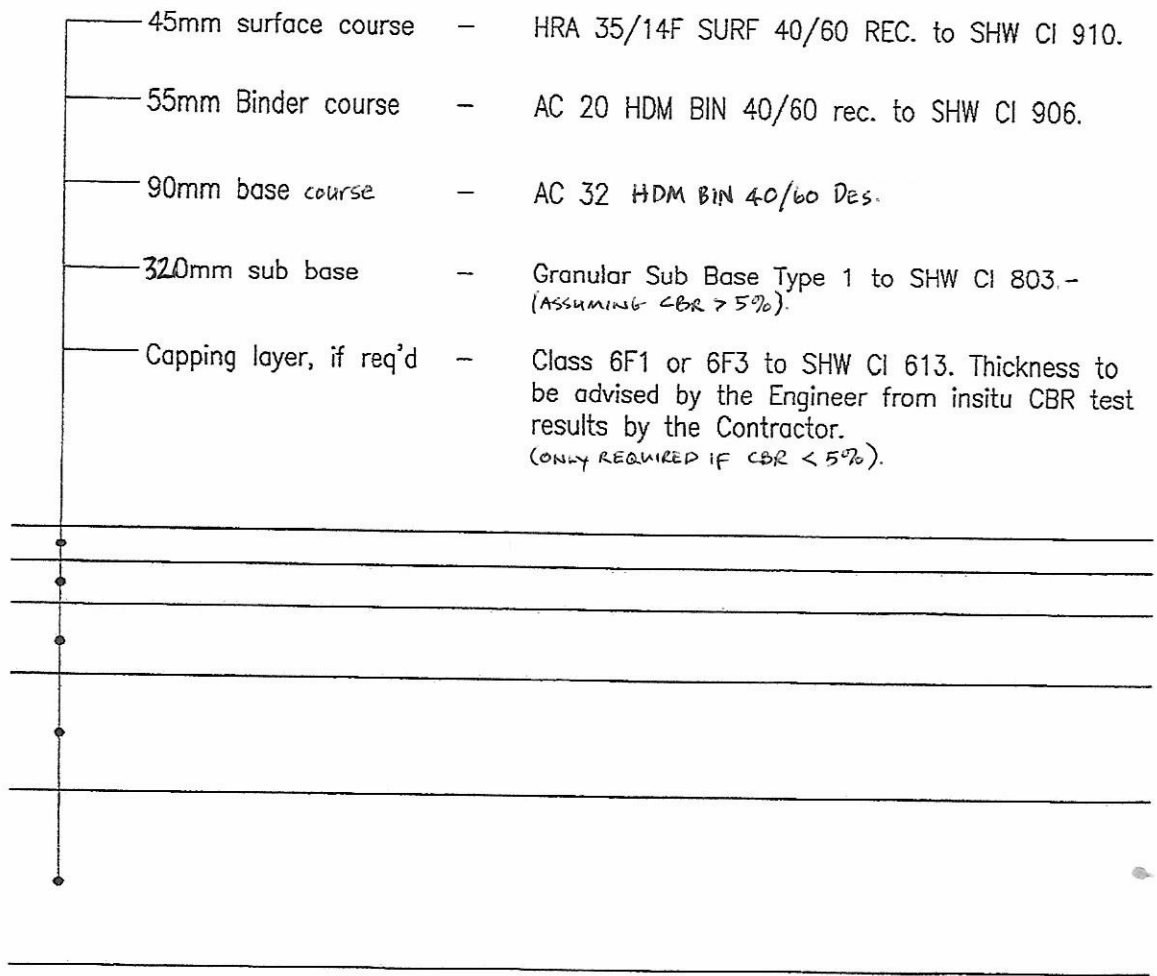 45mm surface course – HRA 35/14F SURF 40/60 REC. to SHW Cl 910.
55mm Binder course – AC 20 HDM BIN 40/60 rec. to SHW Cl 906.
90mm base course – AC 32 HDM BIN 40/60 Des.
320mm sub base – Granular Sub Base Type 1 to SHW Cl 803.-
(ASSUMING CBR > 5%).
Capping layer, if req'd – Class 6F1 or 6F3 to SHW Cl 613. Thickness to
be advised by the Engineer from insitu CBR test
results by the Contractor.
(ONLY REQUIRED IF CBR < 5%).